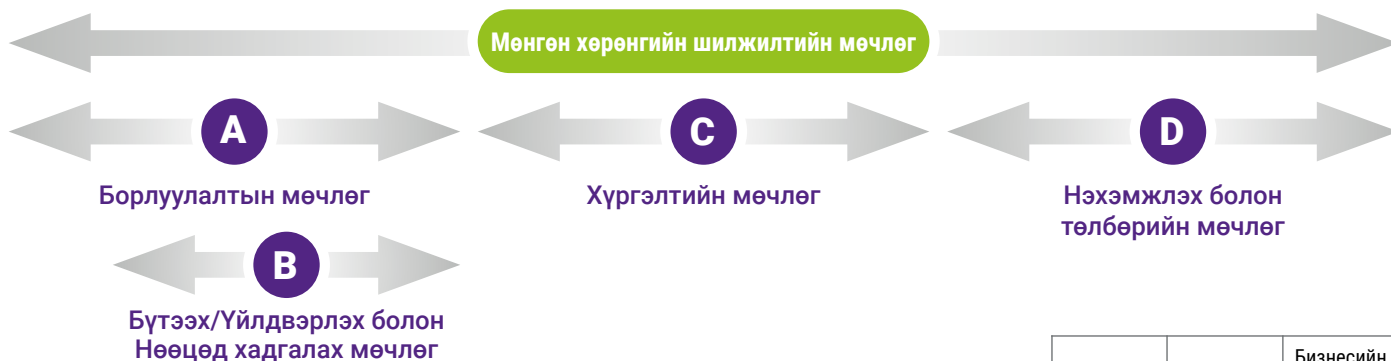 Мөнгөн хөрөнгийн шилжилтийн мөчлөг
A
C
D
Борлуулалтын мөчлөг
Хүргэлтийн мөчлөг
Нэхэмжлэх болон
төлбөрийн мөчлөг
B
Бүтээх/Үйлдвэрлэх болон
Нөөцөд хадгалах мөчлөг
Бизнесийн